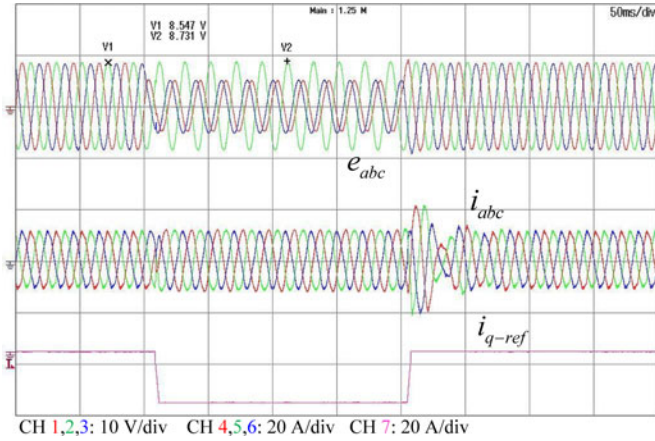 Main : 1.25 M
50ms/div
V1 8.547 V
V2 8.731 V
V1
V2
e_abc
i_abc
i_q-ref
CH 1,2,3: 10 V/div CH 4,5,6: 20 A/div CH 7: 20 A/div